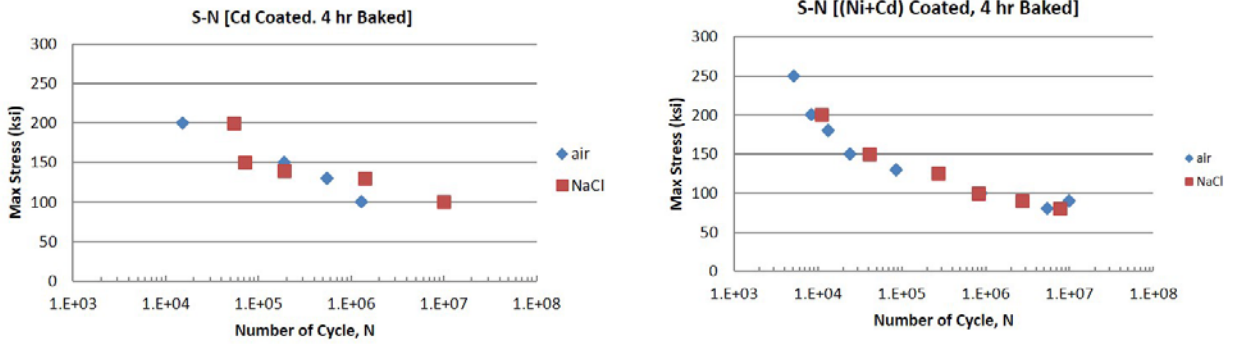 S-N [Cd Coated. 4 hr Baked]
300
250
200
150
100
50
0
Max Stress (ksi)
1.E+03 1.E+04 1.E+05 1.E+06 1.E+07 1.E+08
Number of Cycle, N
air
NaCl
S-N [(Ni+Cd) Coated, 4 hr Baked]
300
250
200
150
100
50
0
Max Stress (ksi)
1.E+03 1.E+04 1.E+05 1.E+06 1.E+07 1.E+08
Number of Cycle, N
air
NaCl